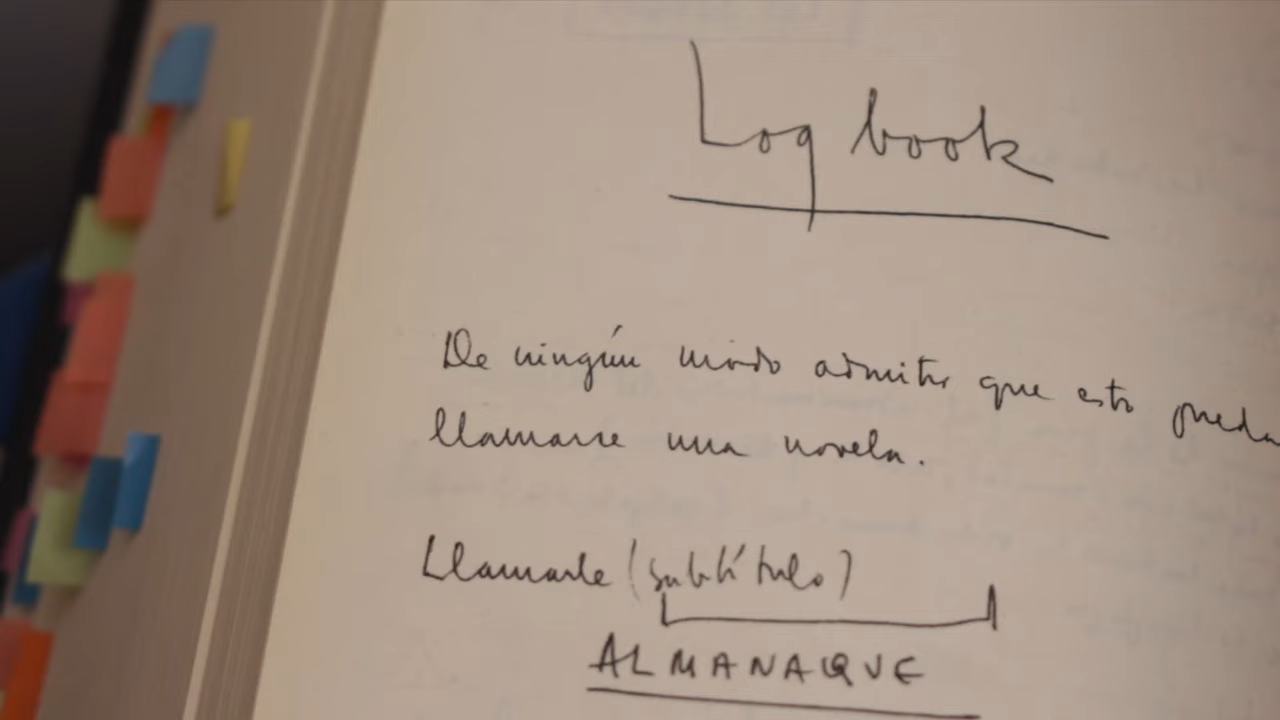 Log book
De ningún modo admitir que esto pueda
llamarse una novela.
Llamarle (subtítulo)
ALMANAQUE